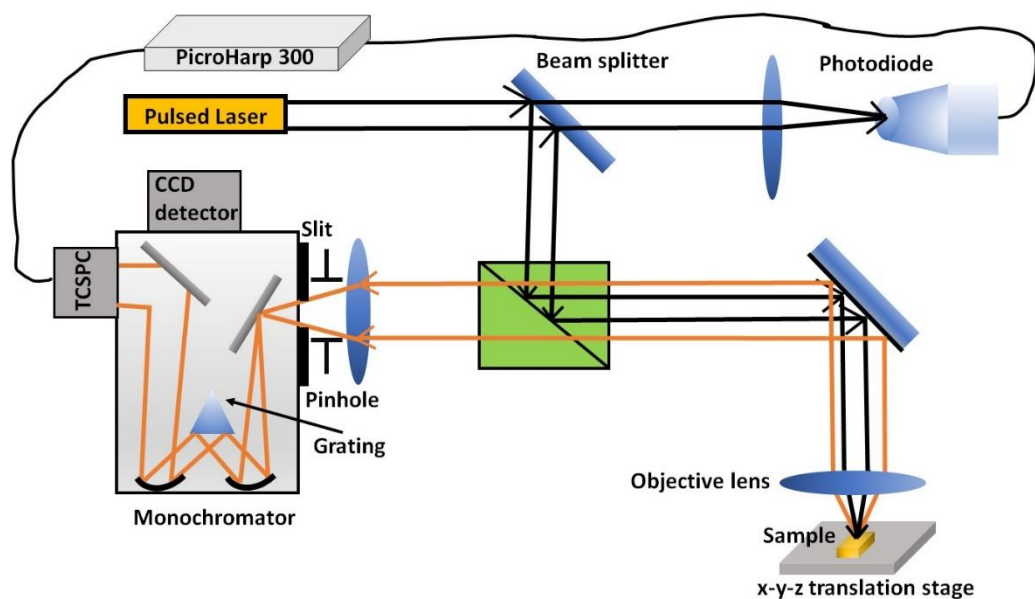 PicroHarp 300
Beam splitter
Photodiode
Pulsed Laser
CCD
detector
Slit
TCSPC
Pinhole
Grating
Objective lens
Monochromator
Sample
x-y-z translation stage